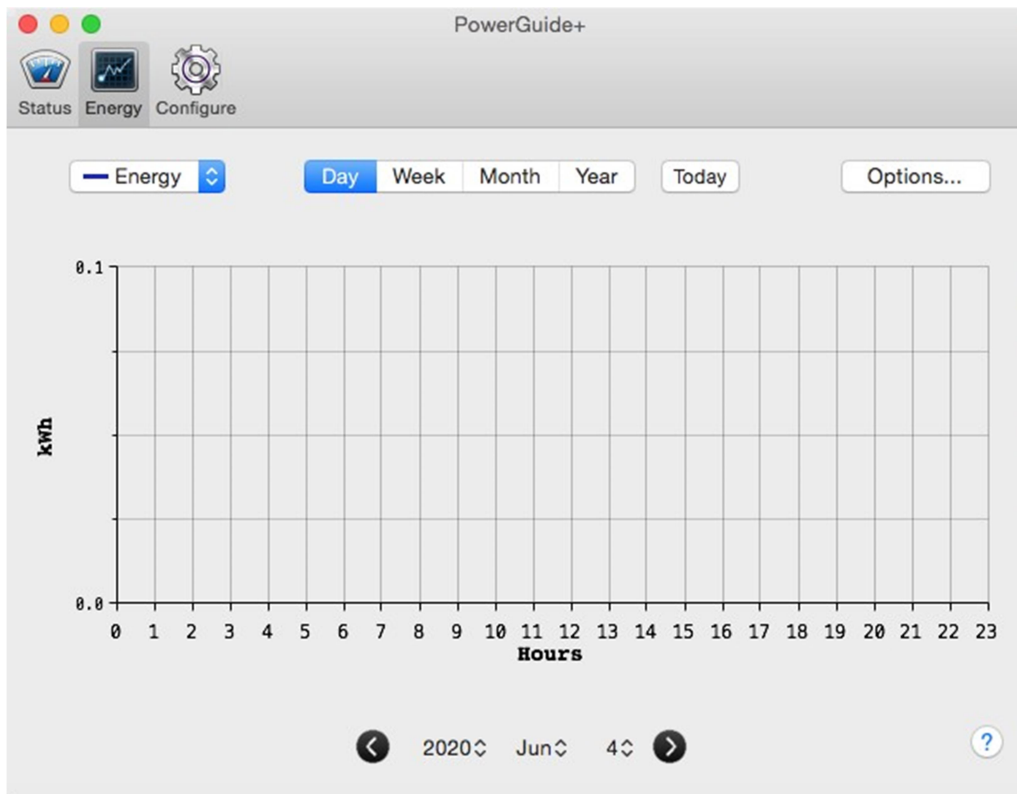 PowerGuide+
Status Energy Configure
Energy Day Week Month Year Today Options...
0.1
kWh
0.0
0 1 2 3 4 5 6 7 8 9 10 11 12 13 14 15 16 17 18 19 20 21 22 23
Hours
2020 Jun 4 ?